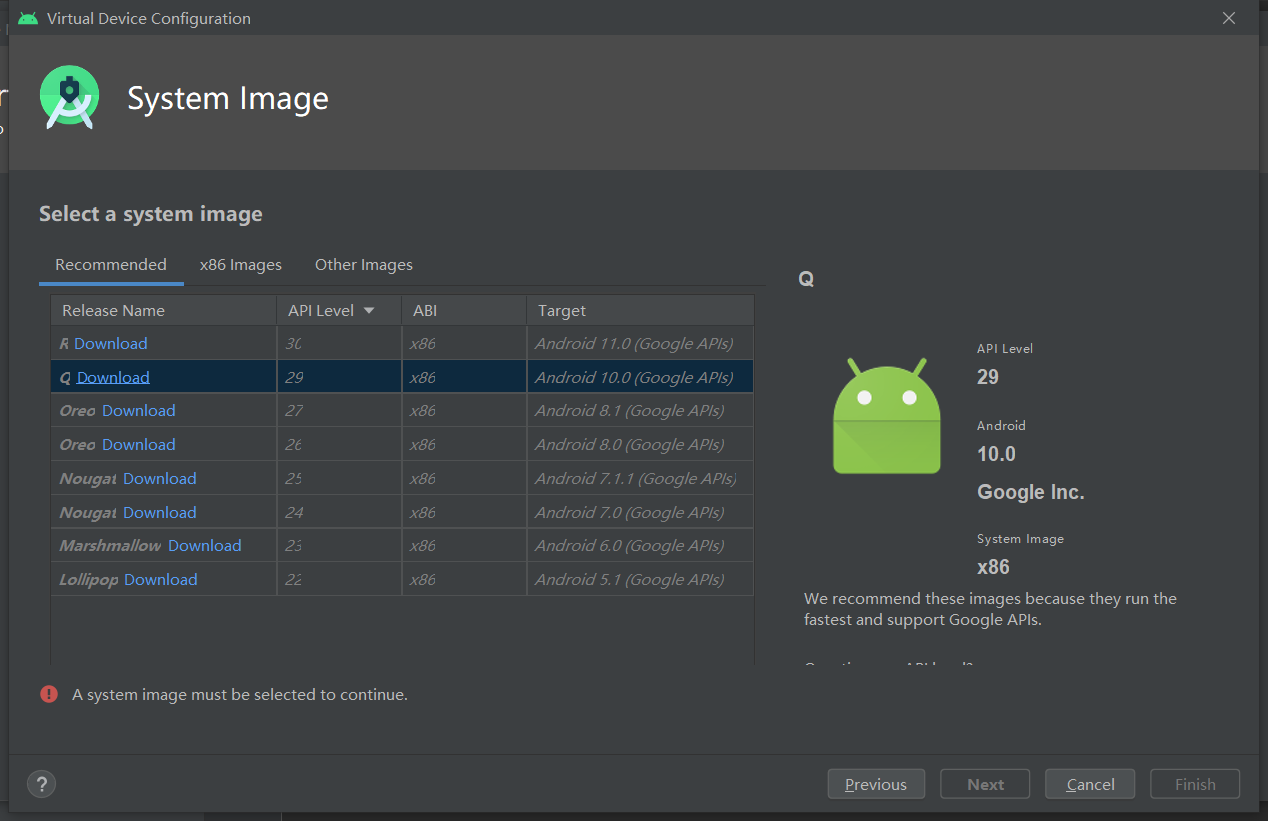 Virtual Device Configuration
System Image
Select a system image
Recommended x86 Images Other Images
Release Name API Level ABI Target
R Download 30 x86 Android 11.0 (Google APIs)
Q Download 29 x86 Android 10.0 (Google APIs)
Oreo Download 27 x86 Android 8.1 (Google APIs)
Oreo Download 26 x86 Android 8.0 (Google APIs)
Nougat Download 25 x86 Android 7.1.1 (Google APIs)
Nougat Download 24 x86 Android 7.0 (Google APIs)
Marshmallow Download 23 x86 Android 6.0 (Google APIs)
Lollipop Download 22 x86 Android 5.1 (Google APIs)
Q
API Level
29
Android
10.0
Google Inc.
System Image
x86
We recommend these images because they run the
fastest and support Google APIs.
A system image must be selected to continue.
? Previous Next Cancel Finish